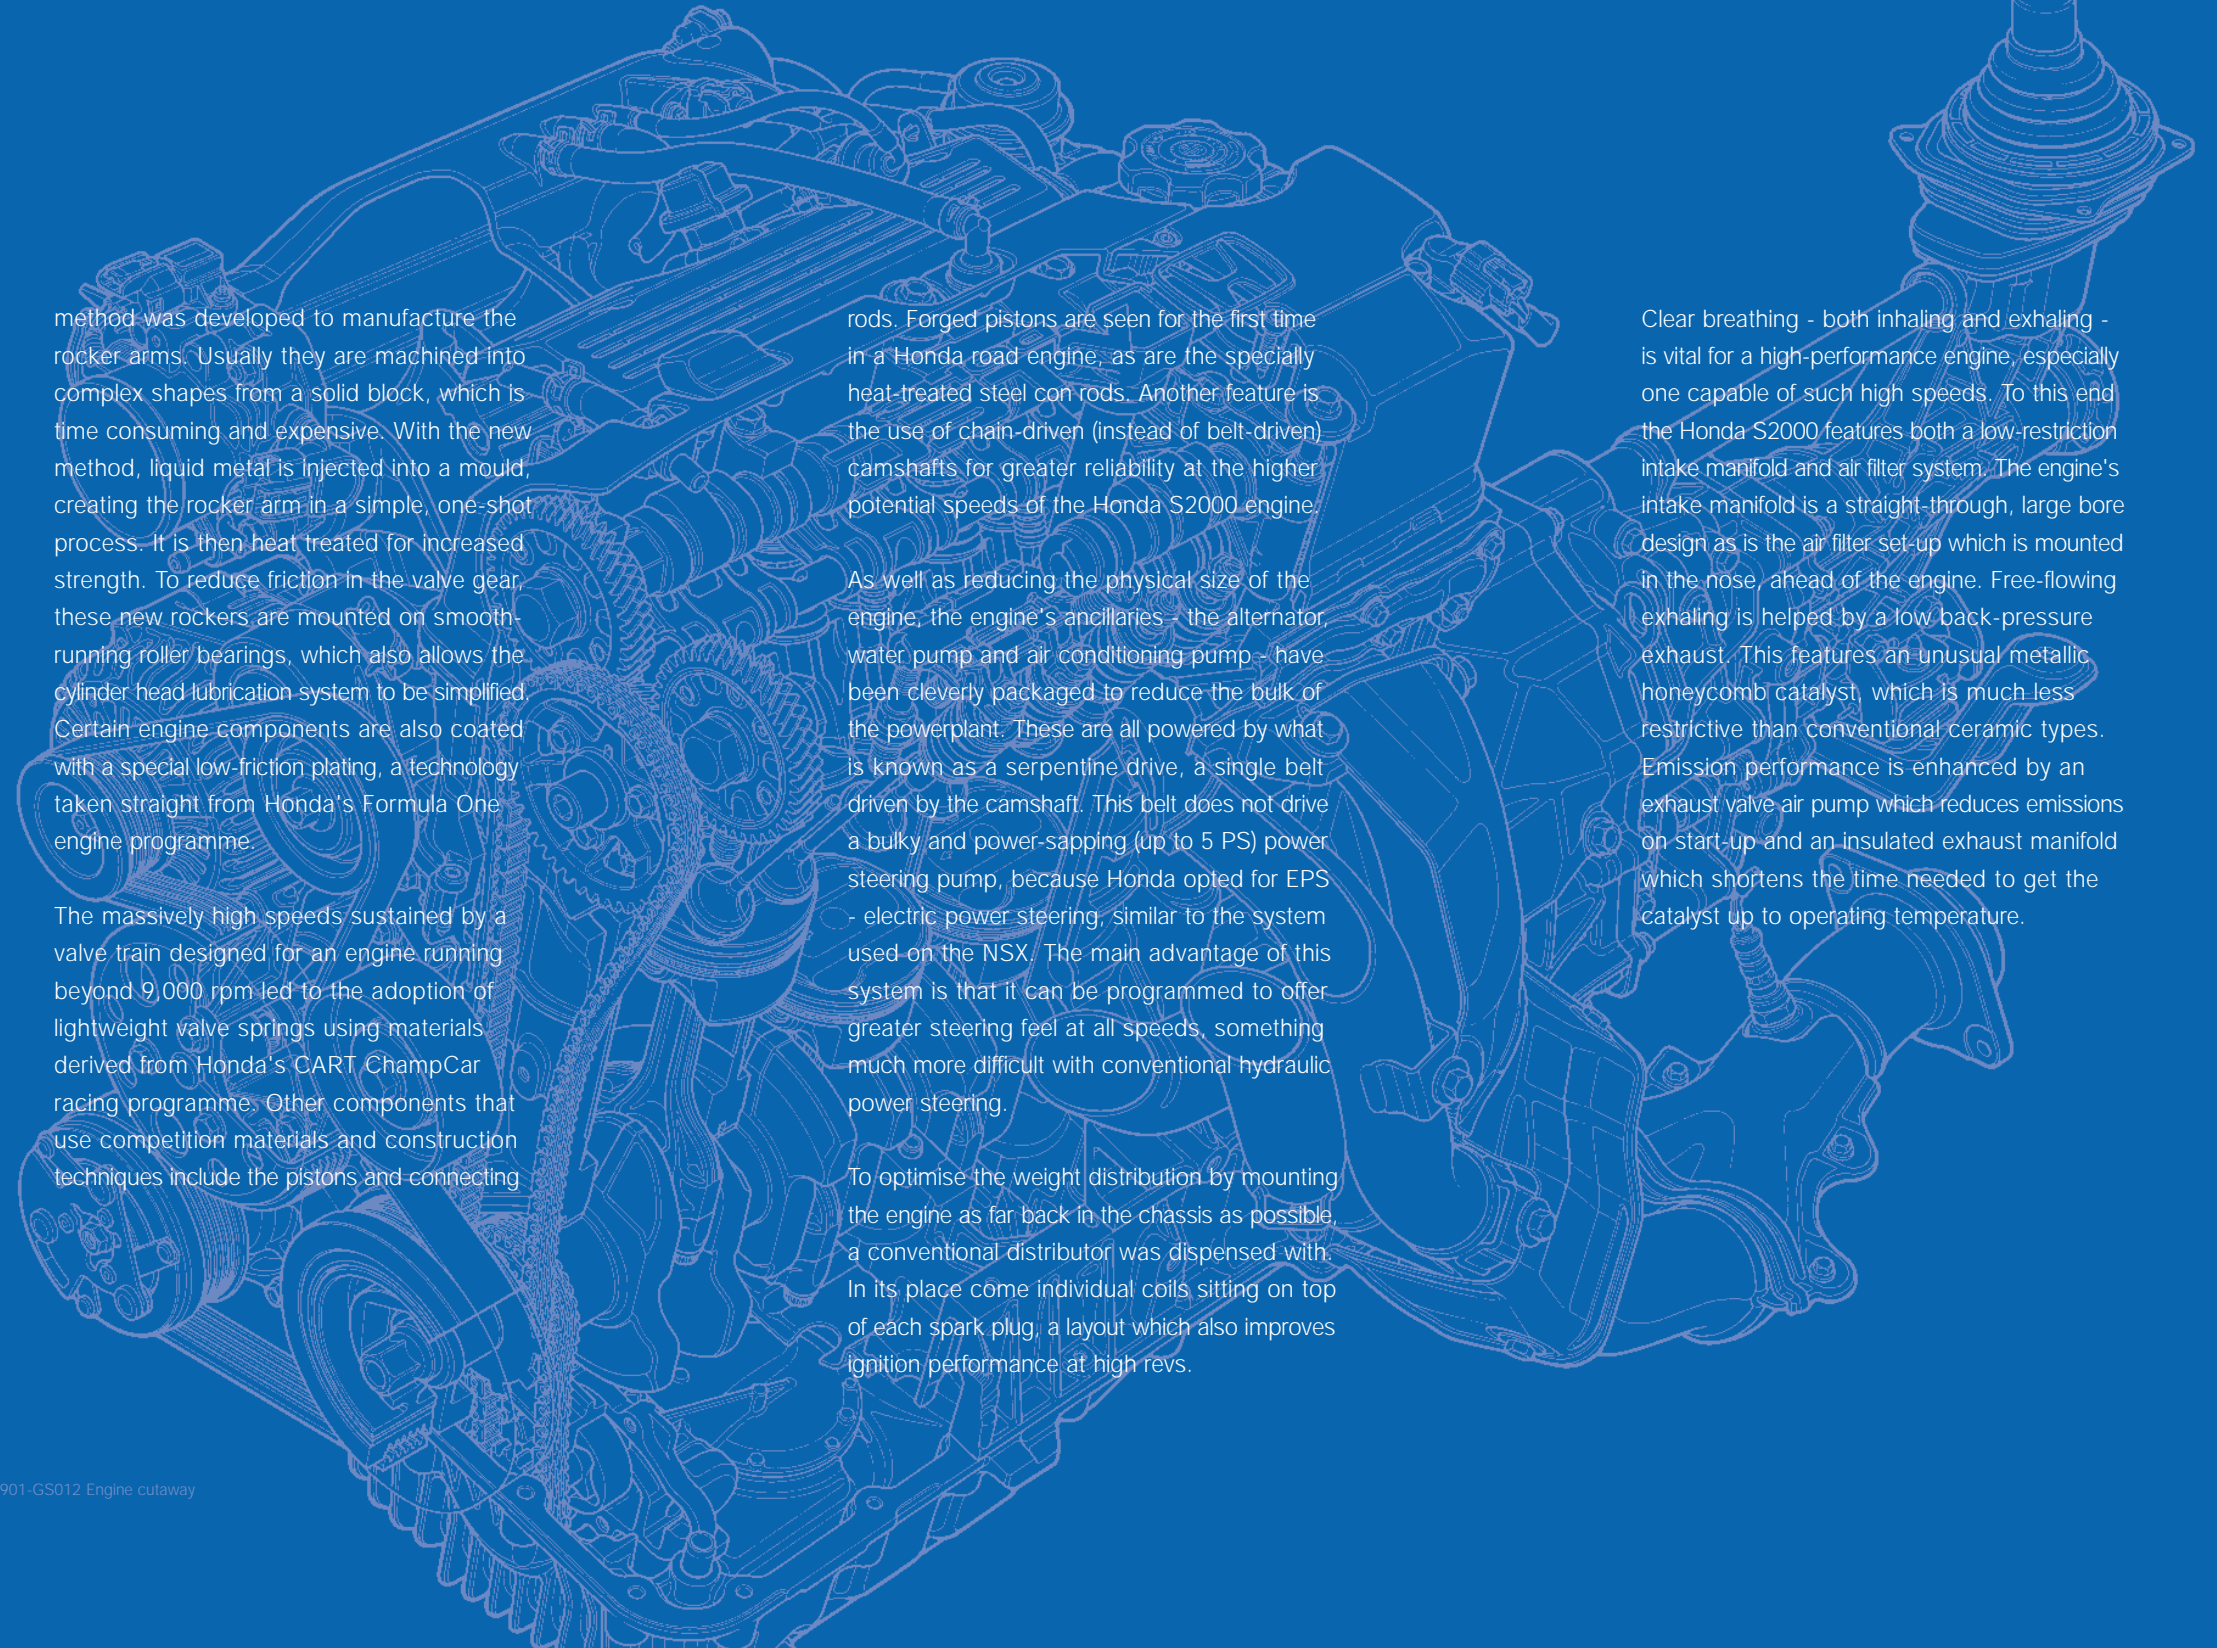 method was developed to manufacture the
rocker arms. Usually they are machined into
complex shapes from a solid block, which is
time consuming and expensive. With the new
method, liquid metal is injected into a mould,
creating the rocker arm in a simple, one-shot
process. It is then heat treated for increased
strength. To reduce friction in the valve gear,
these new rockers are mounted on smooth-
running roller bearings, which also allows the
cylinder head lubrication system to be simplified.
Certain engine components are also coated
with a special low-friction plating, a technology
taken straight from Honda's Formula One
engine programme.
The massively high speeds sustained by a
valve train designed for an engine running
beyond 9,000 rpm led to the adoption of
lightweight valve springs using materials
derived from Honda's CART ChampCar
racing programme. Other components that
use competition materials and construction
techniques include the pistons and connecting
rods. Forged pistons are seen for the first time
in a Honda road engine, as are the specially
heat-treated steel con rods. Another feature is
the use of chain-driven (instead of belt-driven)
camshafts for greater reliability at the higher
potential speeds of the Honda S2000 engine.
As well as reducing the physical size of the
engine, the engine's ancillaries - the alternator,
water pump and air conditioning pump - have
been cleverly packaged to reduce the bulk of
the powerplant. These are all powered by what
is known as a serpentine drive, a single belt
driven by the camshaft. This belt does not drive
a bulky and power-sapping (up to 5 PS) power
steering pump, because Honda opted for EPS
- electric power steering, similar to the system
used on the NSX. The main advantage of this
system is that it can be programmed to offer
greater steering feel at all speeds, something
much more difficult with conventional hydraulic
power steering.
To optimise the weight distribution by mounting
the engine as far back in the chassis as possible,
a conventional distributor was dispensed with.
In its place come individual coils sitting on top
of each spark plug, a layout which also improves
ignition performance at high revs.
Clear breathing - both inhaling and exhaling -
is vital for a high-performance engine, especially
one capable of such high speeds. To this end
the Honda S2000 features both a low-restriction
intake manifold and air filter system. The engine's
intake manifold is a straight-through, large bore
design as is the air filter set-up which is mounted
in the nose, ahead of the engine. Free-flowing
exhaling is helped by a low back-pressure
exhaust. This features an unusual metallic
honeycomb catalyst, which is much less
restrictive than conventional ceramic types.
Emission performance is enhanced by an
exhaust valve air pump which reduces emissions
on start-up and an insulated exhaust manifold
which shortens the time needed to get the
catalyst up to operating temperature.
901-GS012 Engine cutaway